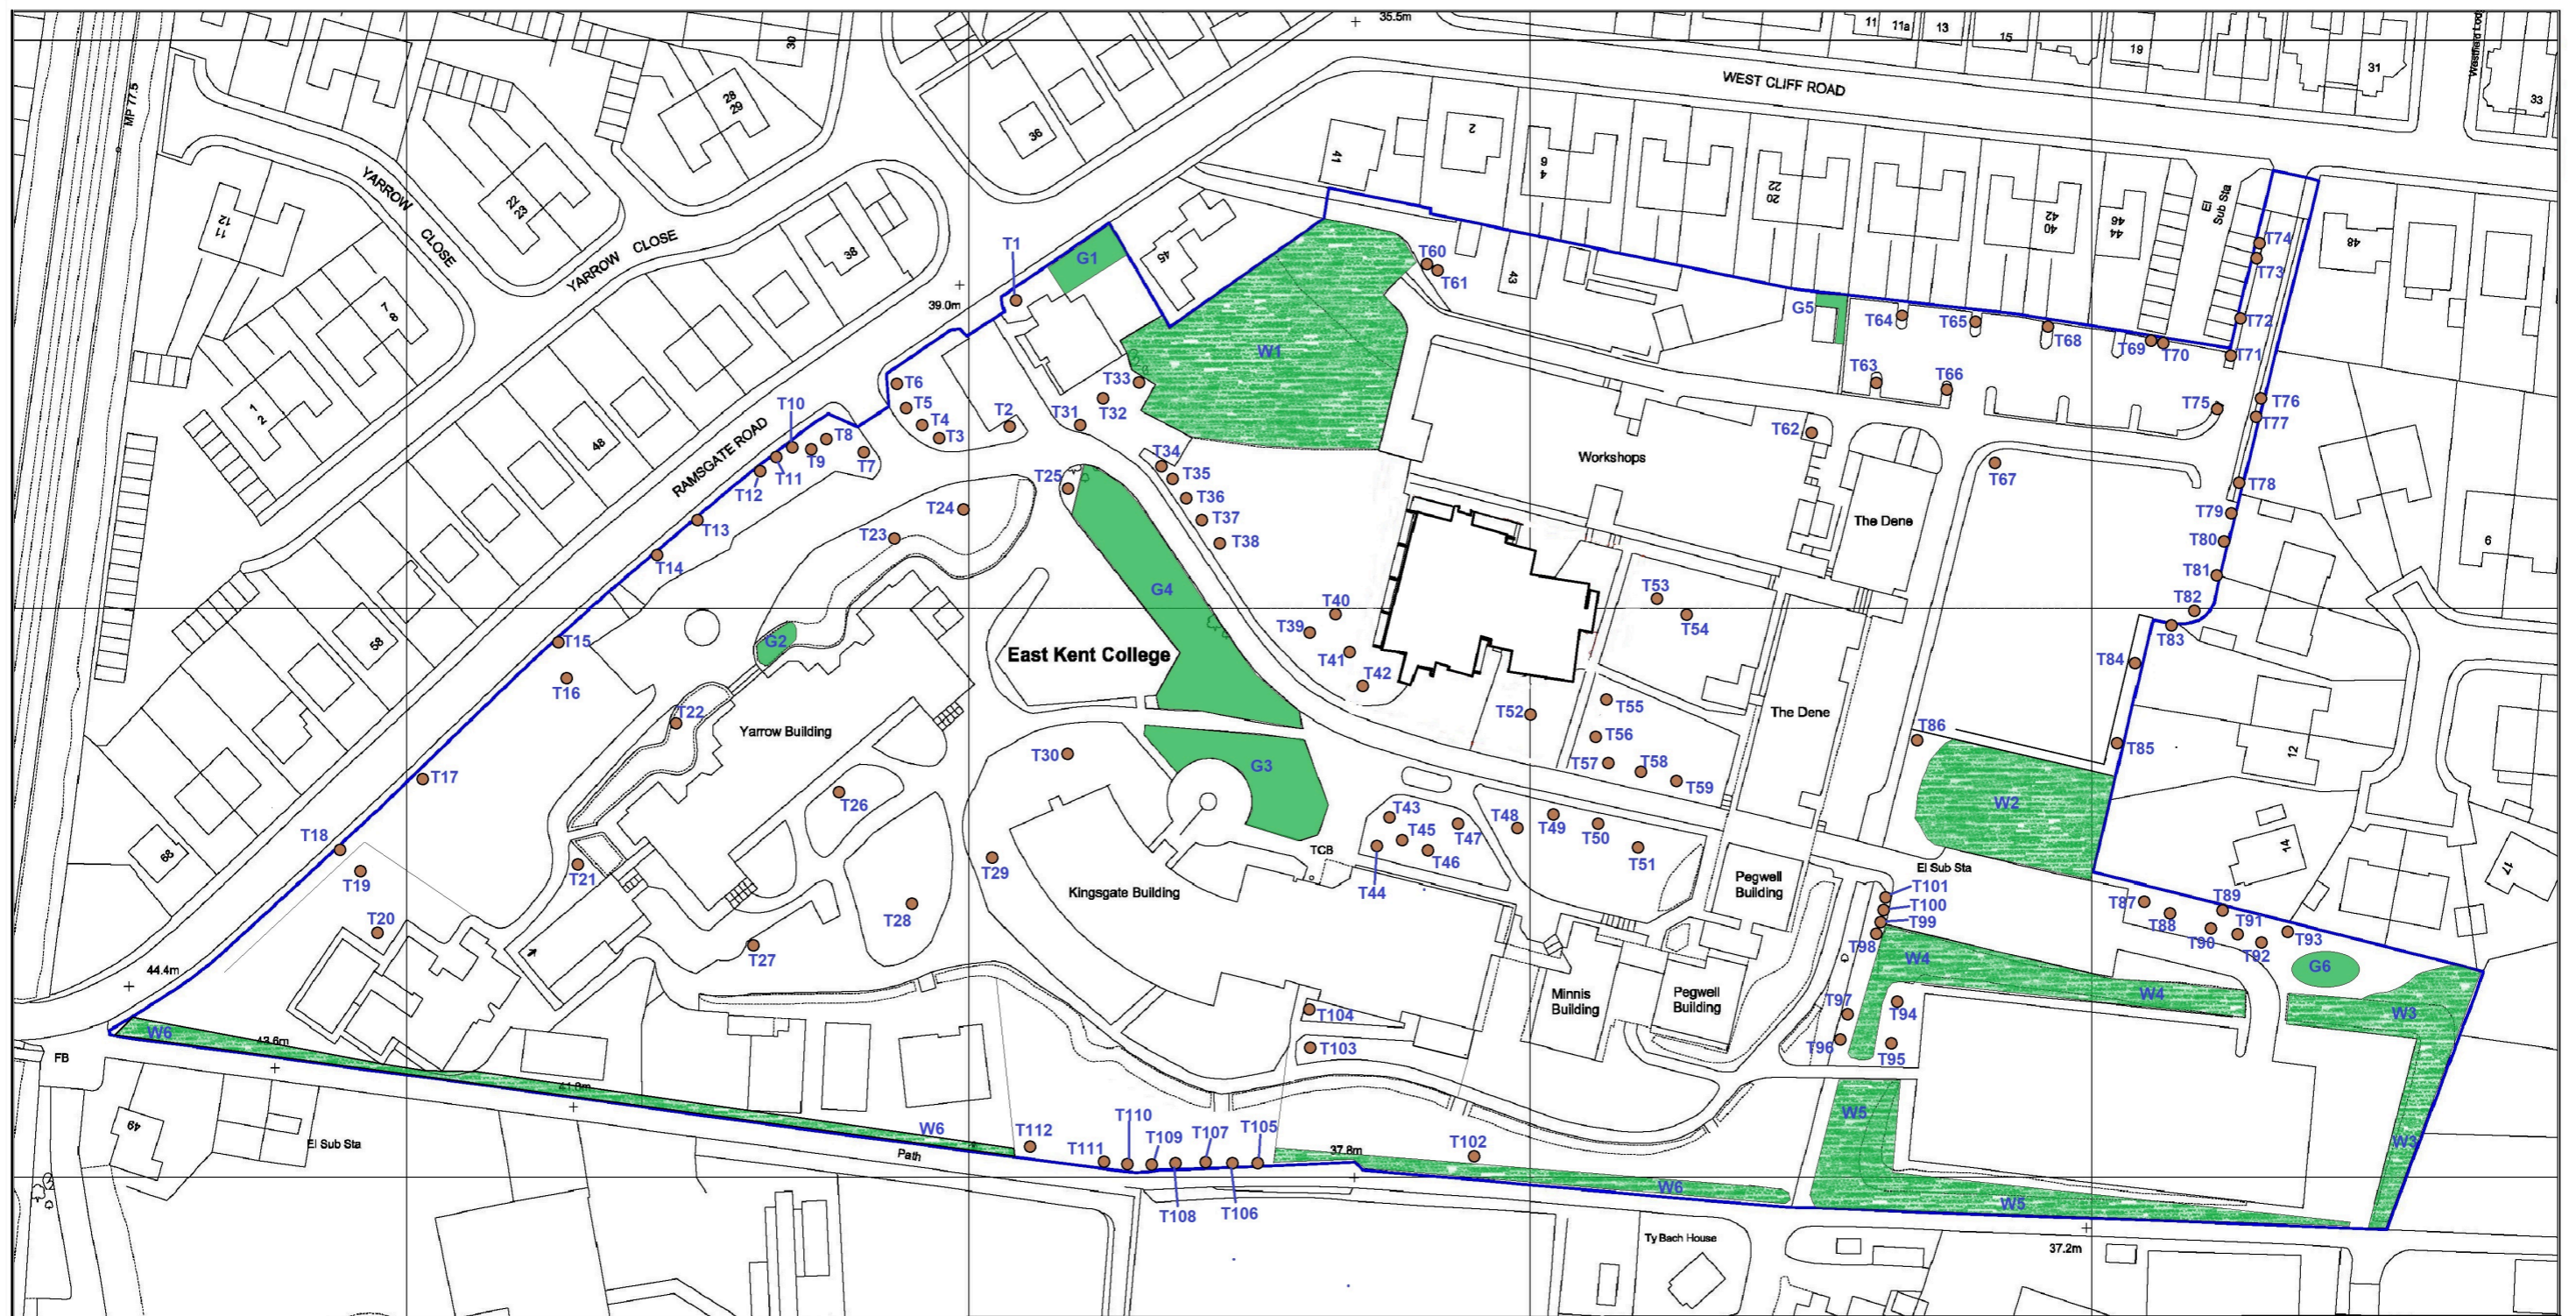 35.5m
11
11a
13
15
19
31
33
30
MP 77.5
28
29
36
WEST CLIFF ROAD
41
2
6
4
22
20
42
40
46
44
El
Sub Sta
48
YARROW CLOSE
22
23
11
12
YARROW CLOSE
38
45
43
T1
G1
39.0m
T60
T61
T74
T73
T72
T71
7
8
1
2
48
W1
G5
T64
T65
T68
T69
T70
T63
T66
T33
T32
T31
T2
T6
T5
T4
T3
T10
T8
T9
T7
T11
T12
RAMSGATE ROAD
T13
T14
T75
T76
T77
T78
T79
T80
T81
T82
T83
T84
T85
T62
Workshops
T67
The Dene
6
T34
T35
T36
T37
T38
T25
T24
T23
G4
T40
T39
T41
T42
T53
T54
58
T15
T16
G2
East Kent College
T22
Yarrow Building
T52
T55
T56
T57
T58
T59
The Dene
T86
12
T17
T18
68
T19
T20
T21
T26
T28
T27
T29
T30
G3
TCB
Kingsgate Building
T43
T45
T47
T44
T46
T48
T49
T50
T51
W2
14
17
Pegwell
Building
El Sub Sta
T101
T100
T99
T98
T87
T88
T89
T90
T91
T92
T93
G6
W4
W4
W3
W3
44.4m
W6
43.6m
FB
Minnis
Building
Pegwell
Building
T104
T103
T97
T96
T94
T95
41.8m
49
El Sub Sta
W6
Path
T112
T111
T110
T109
T108
T107
T106
T105
37.8m
T102
W6
W5
W5
Ty Bach House
37.2m